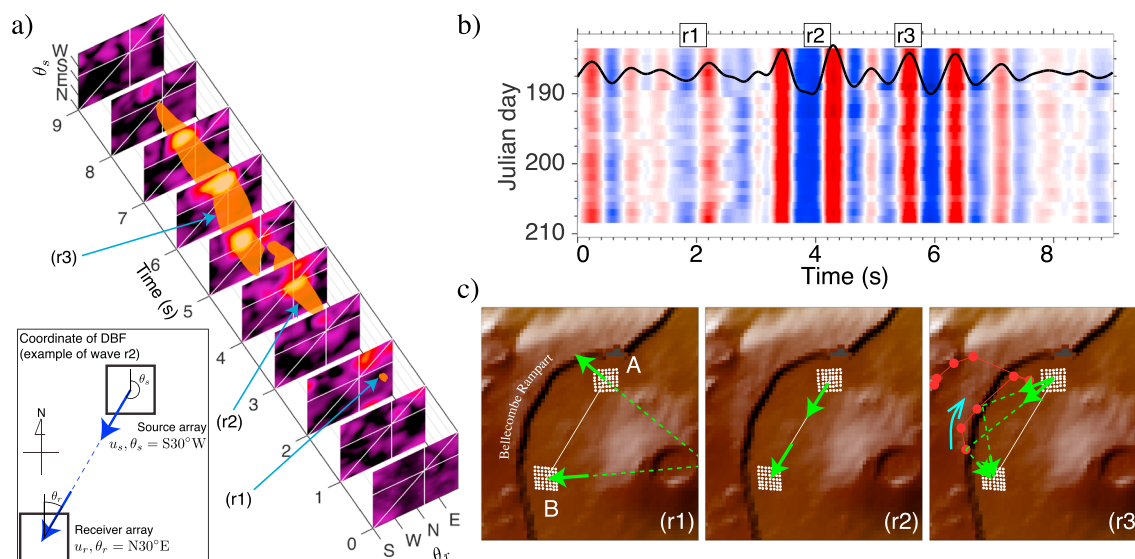 a)
W
S
E
N
θs
9
8
7
6
5
4
3
2
1
0
Time (s)
S
W
N
E
θr
(r3)
(r2)
(r1)
Coordinate of DBF
(example of wave r2)
θs
N
Source array
us, θs = S30°W
θr
Receiver array
ur, θr = N30°E
b)
r1
r2
r3
Julian day
190
200
210
0
2
4
6
8
Time (s)
c)
Bellecombe Rampart
A
B
(r1)
(r2)
(r3